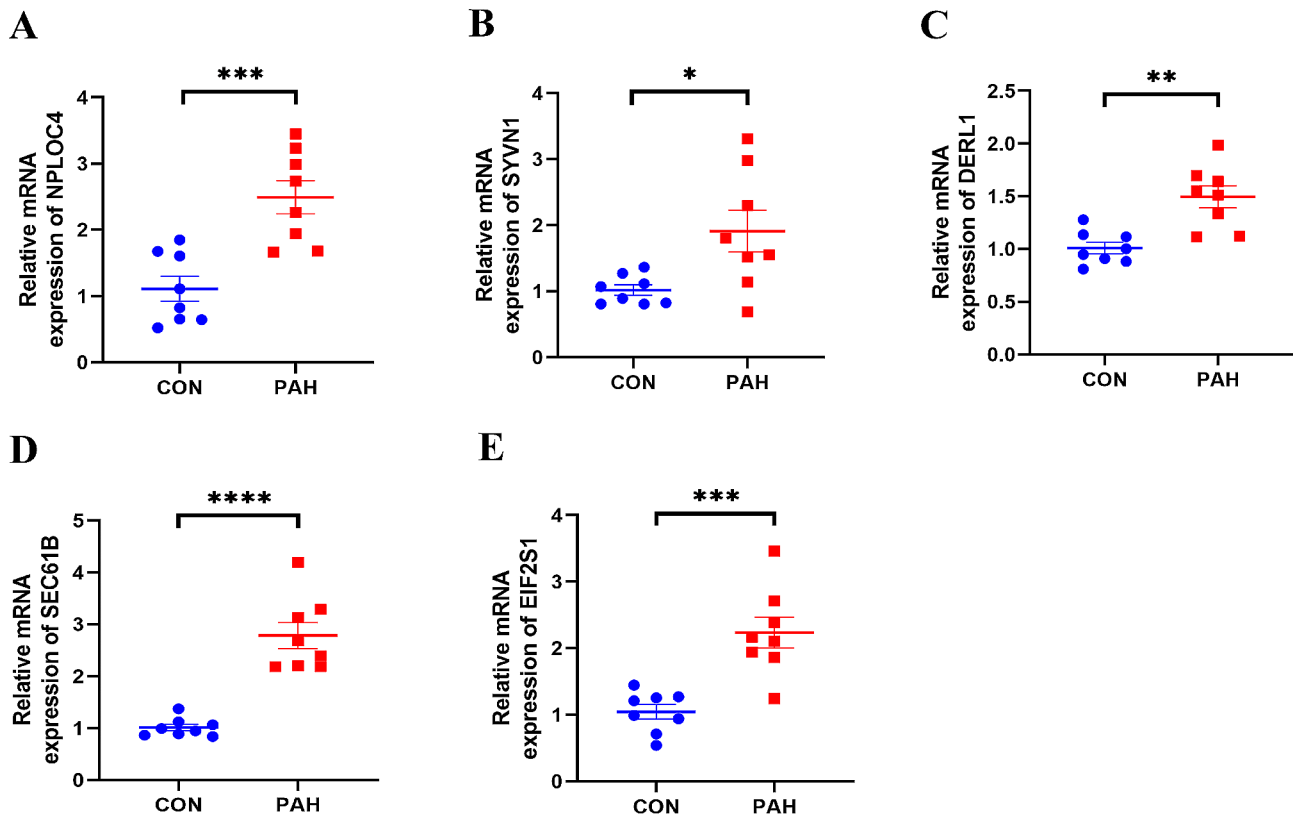 A
***
Relative mRNA
expression of NPLOC4
4
3
2
1
0
CON PAH
B
*
Relative mRNA
expression of SYVN1
4
3
2
1
0
CON PAH
C
**
Relative mRNA
expression of DERL1
2.5
2.0
1.5
1.0
0.5
0.0
CON PAH
D
****
Relative mRNA
expression of SEC61B
5
4
3
2
1
0
CON PAH
E
***
Relative mRNA
expression of EIF2S1
4
3
2
1
0
CON PAH